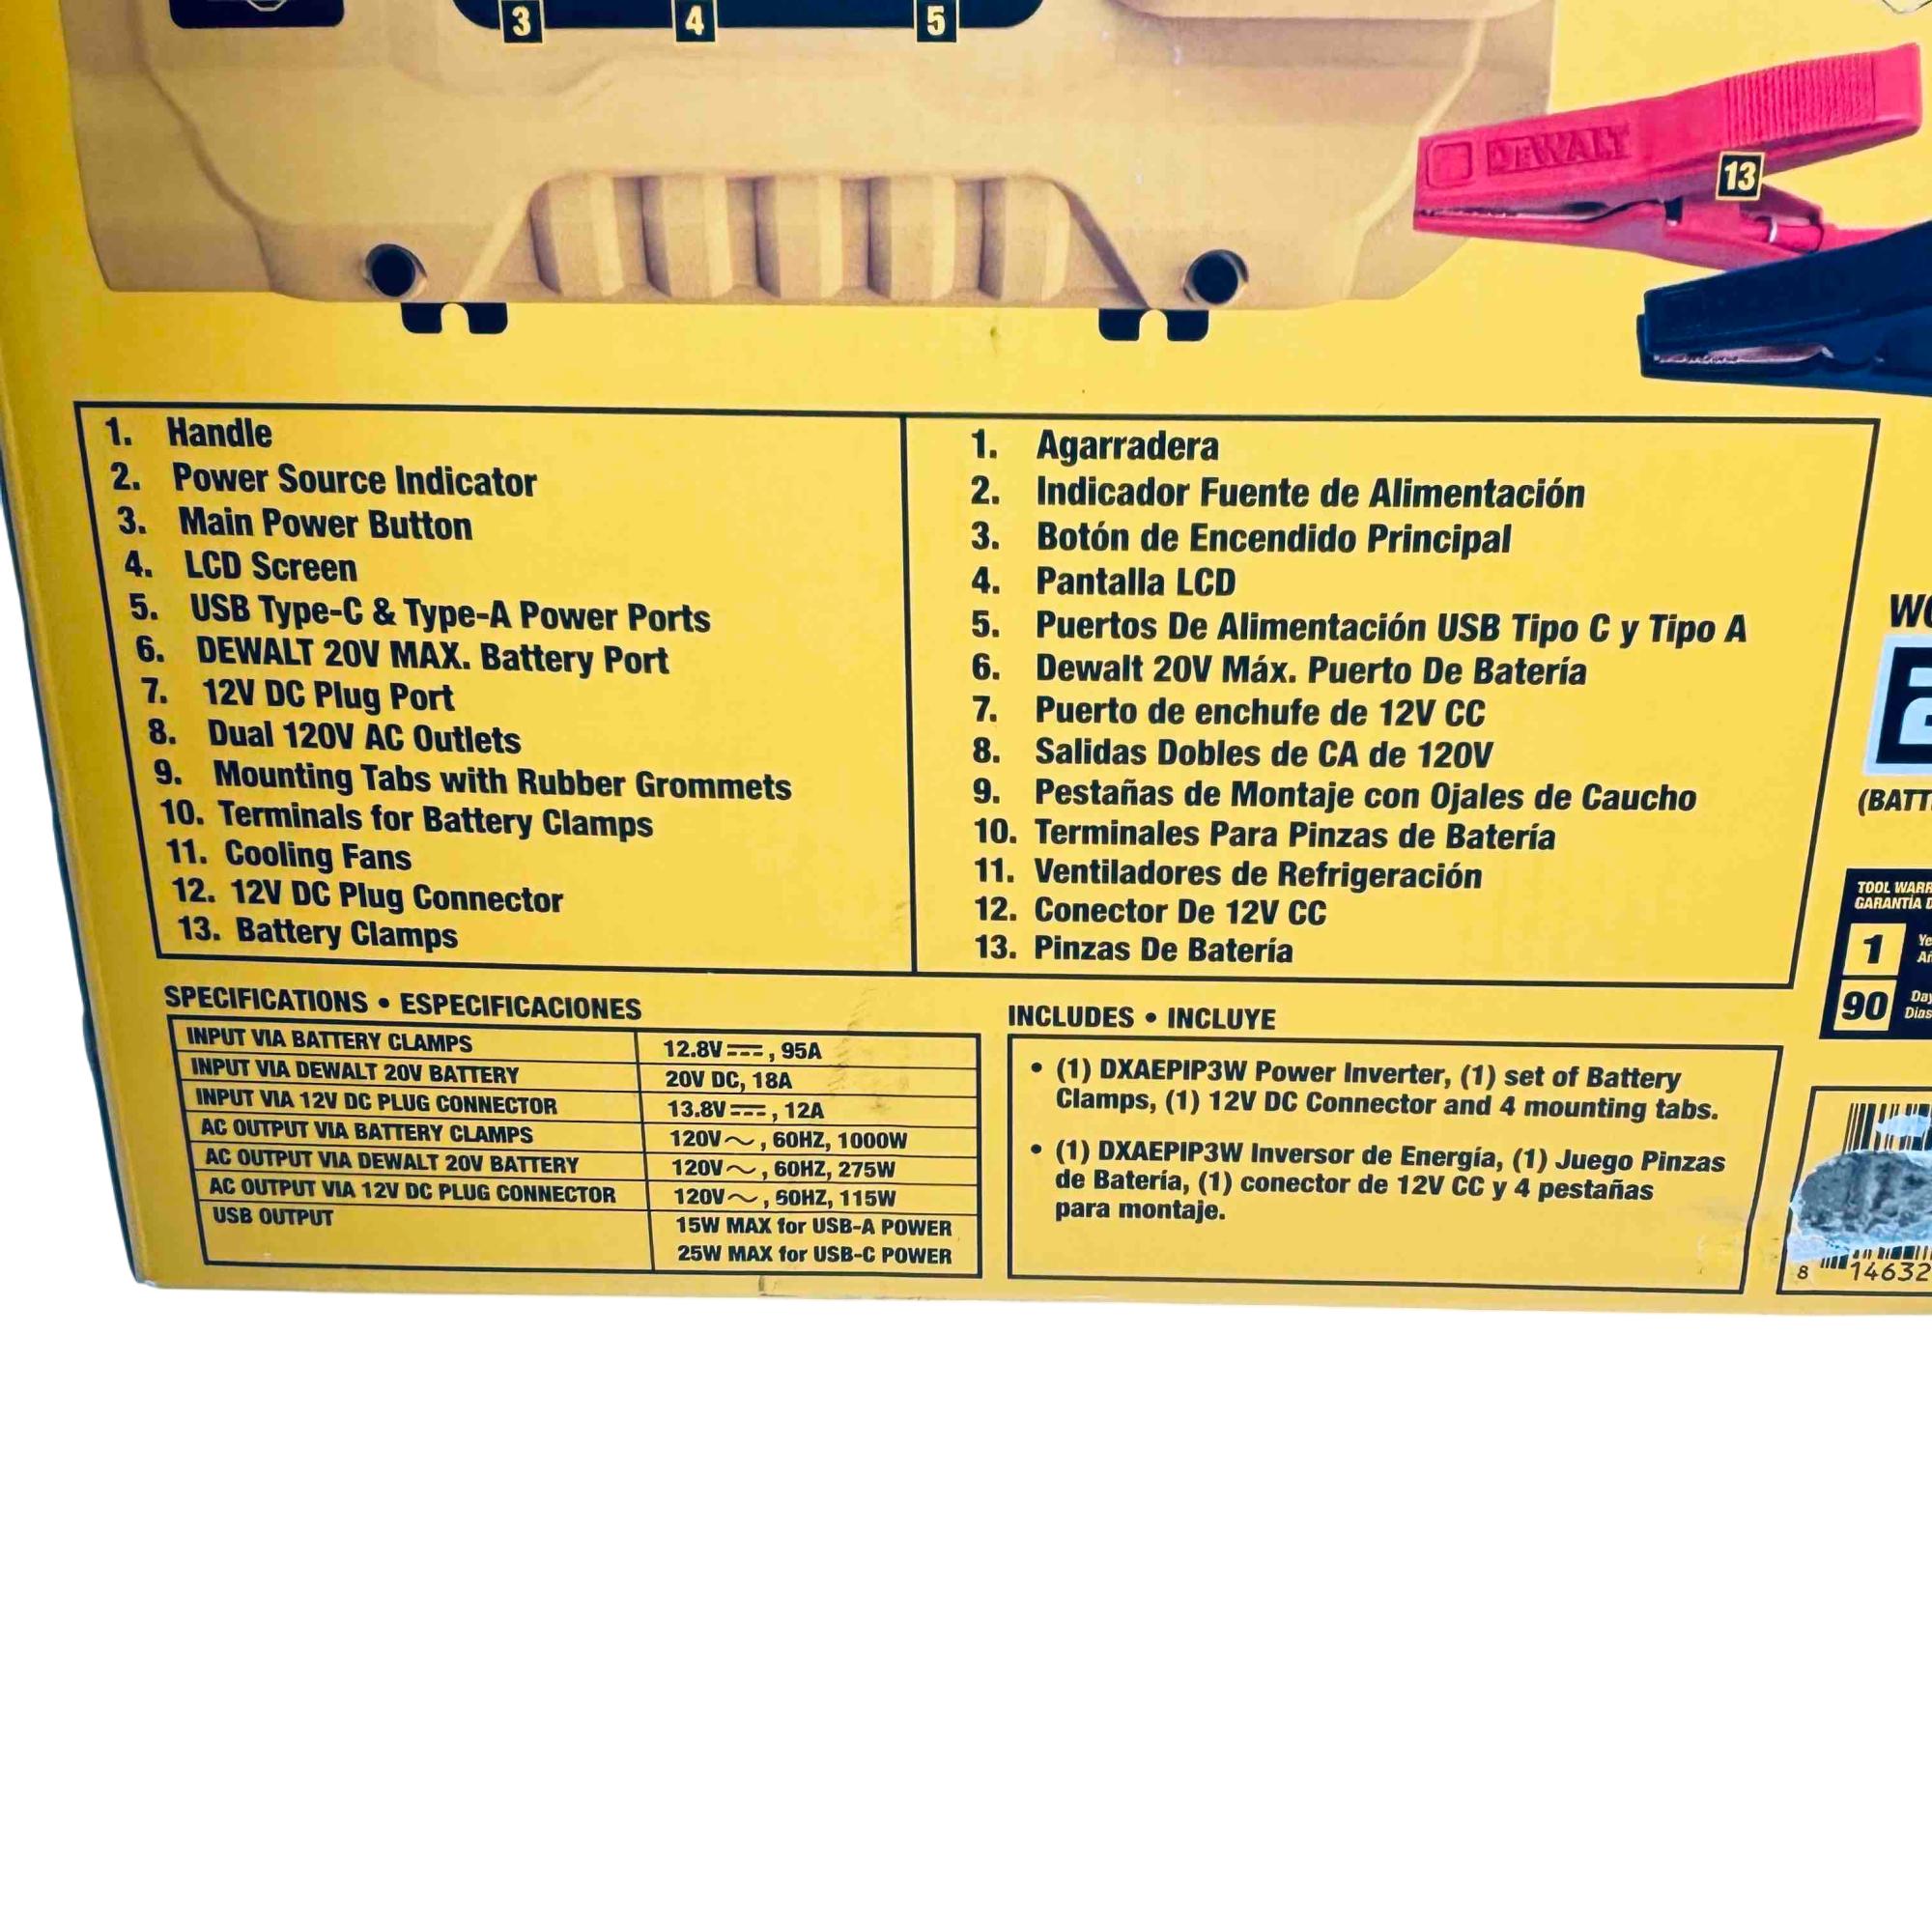 3
4
5
DEWALT
13
1. Handle
2. Power Source Indicator
3. Main Power Button
4. LCD Screen
5. USB Type-C & Type-A Power Ports
6. DEWALT 20V MAX. Battery Port
7. 12V DC Plug Port
8. Dual 120V AC Outlets
9. Mounting Tabs with Rubber Grommets
10. Terminals for Battery Clamps
11. Cooling Fans
12. 12V DC Plug Connector
13. Battery Clamps
1. Agarradera
2. Indicador Fuente de Alimentación
3. Botón de Encendido Principal
4. Pantalla LCD
5. Puertos De Alimentación USB Tipo C y Tipo A
6. Dewalt 20V Máx. Puerto De Batería
7. Puerto de enchufe de 12V CC
8. Salidas Dobles de CA de 120V
9. Pestañas de Montaje con Ojales de Caucho
10. Terminales Para Pinzas de Batería
11. Ventiladores de Refrigeración
12. Conector De 12V CC
13. Pinzas De Batería
(BATT
TOOL WARR
GARANTÍA D
1
90
Day
Dias
SPECIFICATIONS • ESPECIFICACIONES
INPUT VIA BATTERY CLAMPS 12.8V⎓, 95A
INPUT VIA DEWALT 20V BATTERY 20V DC, 18A
INPUT VIA 12V DC PLUG CONNECTOR 13.8V⎓, 12A
AC OUTPUT VIA BATTERY CLAMPS 120V～, 60HZ, 1000W
AC OUTPUT VIA DEWALT 20V BATTERY 120V～, 60HZ, 275W
AC OUTPUT VIA 12V DC PLUG CONNECTOR 120V～, 60HZ, 115W
USB OUTPUT 15W MAX for USB-A POWER
25W MAX for USB-C POWER
INCLUDES • INCLUYE
• (1) DXAEPIP3W Power Inverter, (1) set of Battery
Clamps, (1) 12V DC Connector and 4 mounting tabs.
• (1) DXAEPIP3W Inversor de Energía, (1) Juego Pinzas
de Batería, (1) conector de 12V CC y 4 pestañas
para montaje.
8 14632